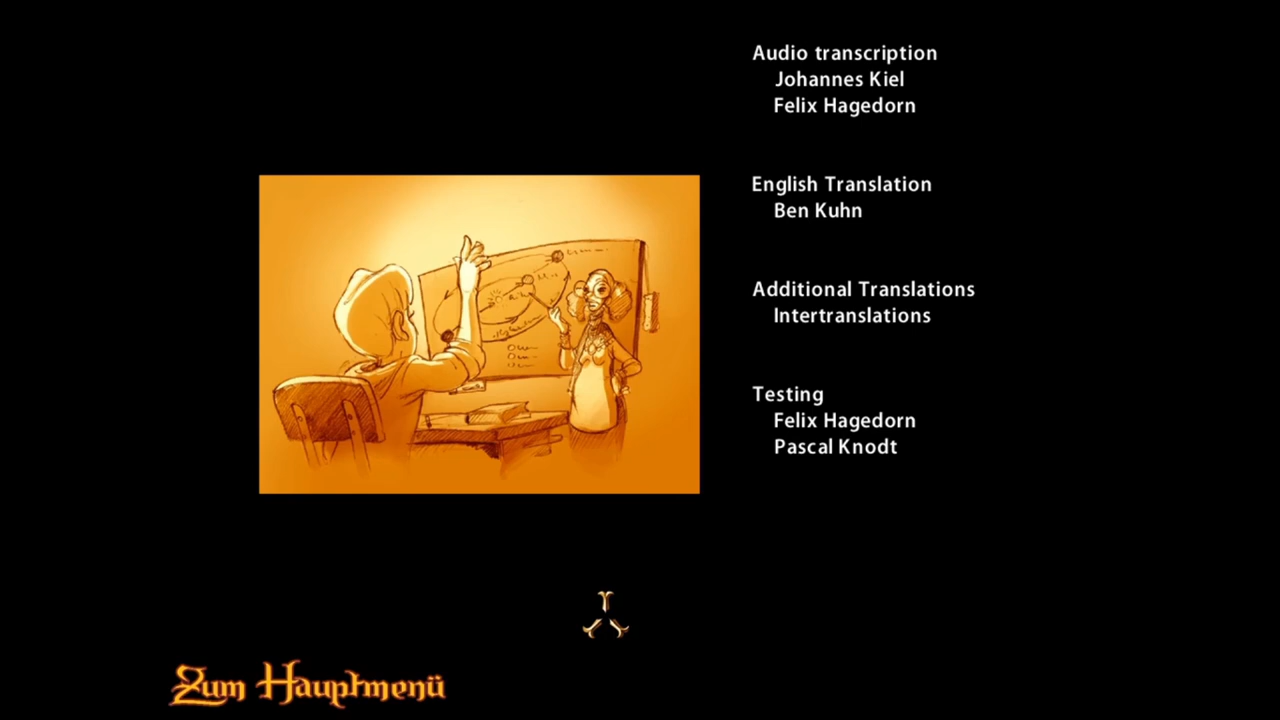 Audio transcription
Johannes Kiel
Felix Hagedorn
English Translation
Ben Kuhn
Additional Translations
Intertranslations
Testing
Felix Hagedorn
Pascal Knodt
Zum Hauptmenü